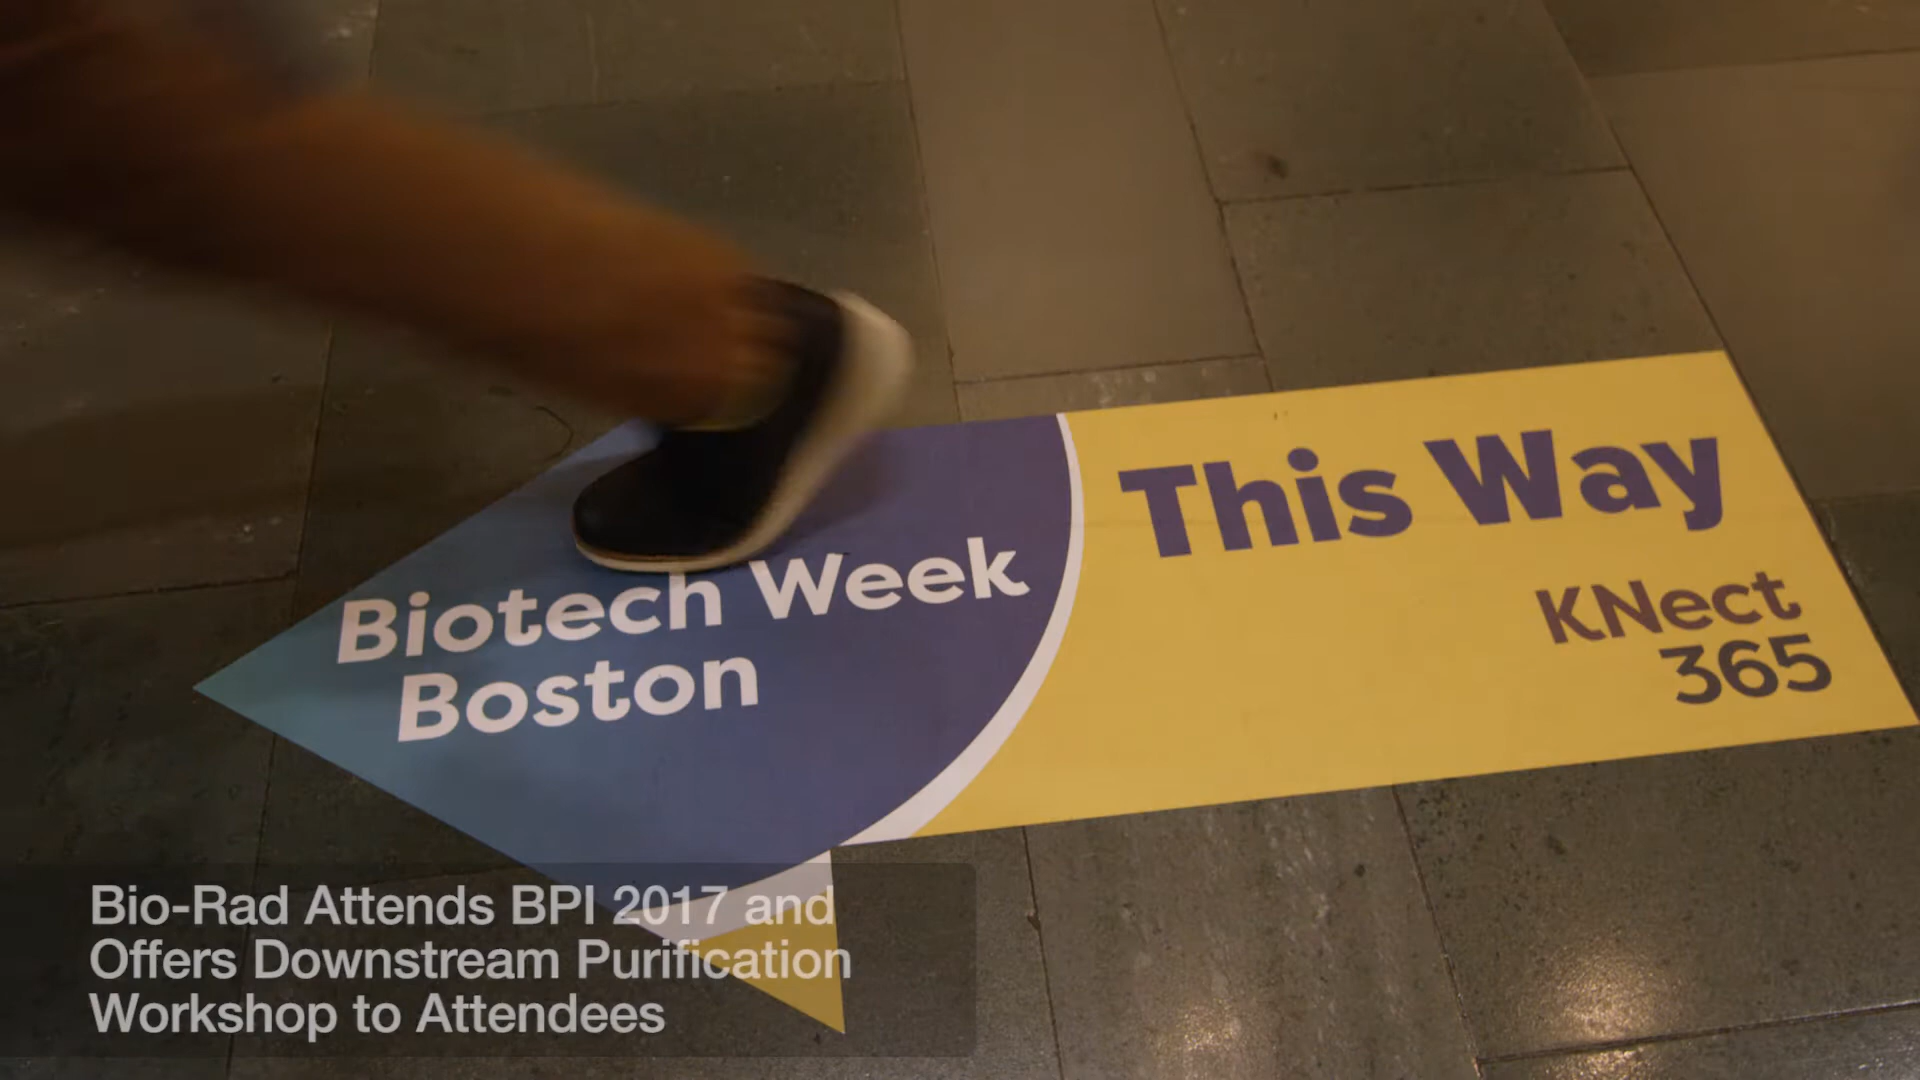 This Way
KNect
365
Biotech Week
Boston
Bio-Rad Attends BPI 2017 and
Offers Downstream Purification
Workshop to Attendees